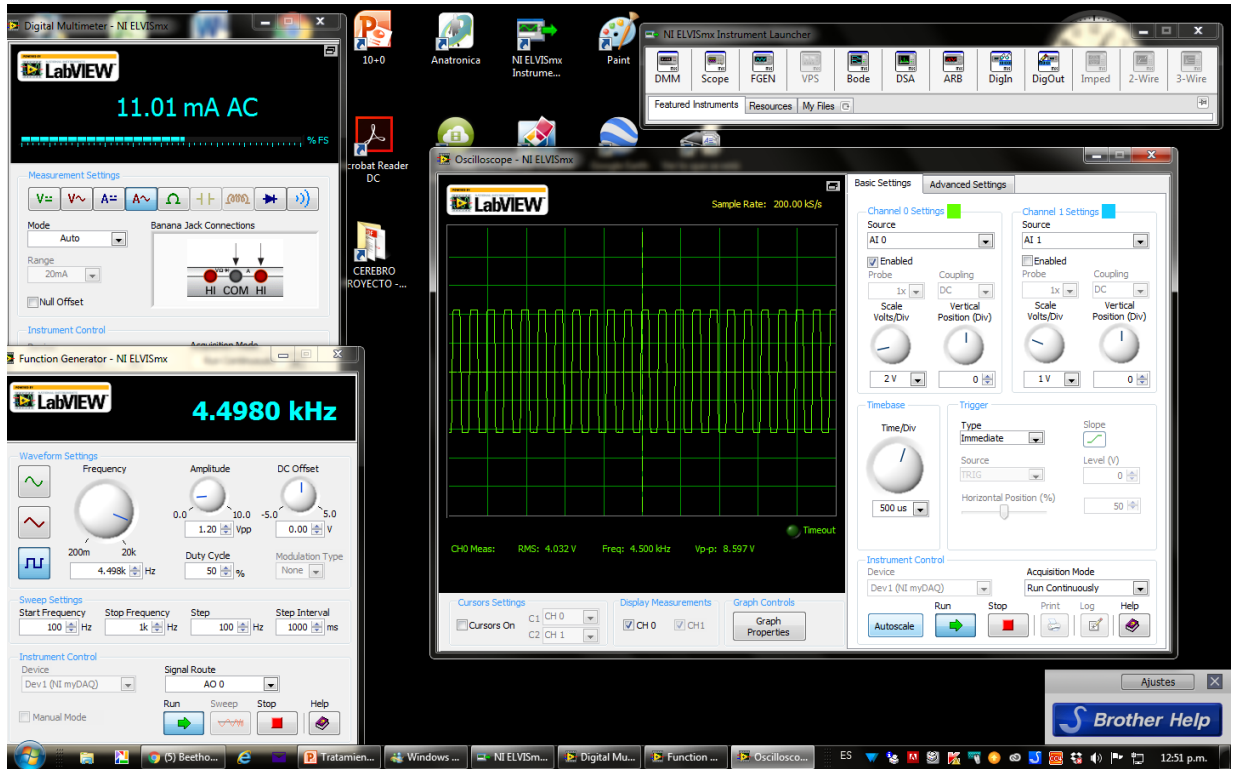 Digital Multimeter - NI ELVISmx
LabVIEW
11.01 mA AC
% FS
Measurement Settings
V= V~ A= A~ Ω
Mode
Banana Jack Connections
Auto
Range
20mA
HI COM HI
Null Offset
Instrument Control
Function Generator - NI ELVISmx
LabVIEW
4.4980 kHz
Waveform Settings
Frequency Amplitude DC Offset
0.0 10.0 -5.0 5.0
1.20 Vpp 0.00 V
200m 20k
Duty Cycle Modulation Type
4.498k Hz 50 % None
Sweep Settings
Start Frequency Stop Frequency Step Step Interval
100 Hz 1k Hz 100 Hz 1000 ms
Instrument Control
Device Signal Route
Dev1 (NI myDAQ) AO 0
Run Sweep Stop Help
Manual Mode
10+0
Anatronica
NI ELVISmx
Instrume...
Paint
crobat Reader
DC
CEREBRO
ROYECTO -...
NI ELVISmx Instrument Launcher
DMM Scope FGEN VPS Bode DSA ARB DigIn DigOut Imped 2-Wire 3-Wire
Featured Instruments Resources My Files
Oscilloscope - NI ELVISmx
POWERED BY
LabVIEW
Sample Rate: 200.00 kS/s
Timeout
CH0 Meas: RMS: 4.032 V Freq: 4.500 kHz Vp-p: 8.597 V
Cursors Settings
Cursors On C1 CH 0
C2 CH 1
Display Measurements
CH 0 CH1
Graph Controls
Graph
Properties
Basic Settings Advanced Settings
Channel 0 Settings
Source
AI 0
Enabled
Probe Coupling
1x DC
Scale Vertical
Volts/Div Position (Div)
2 V 0
Channel 1 Settings
Source
AI 1
Enabled
Probe Coupling
1x DC
Scale Vertical
Volts/Div Position (Div)
1 V 0
Timebase
Time/Div
500 us
Trigger
Type Slope
Immediate
Source Level (V)
TRIG 0
Horizontal Position (%)
50
Instrument Control
Device Acquisition Mode
Dev1 (NI myDAQ) Run Continuously
Run Stop Print Log Help
Autoscale
Ajustes
Brother Help
(5) Beetho... Tratamien... Windows ... NI ELVISm... Digital Mu... Function ... Oscillosco... ES 12:51 p.m.